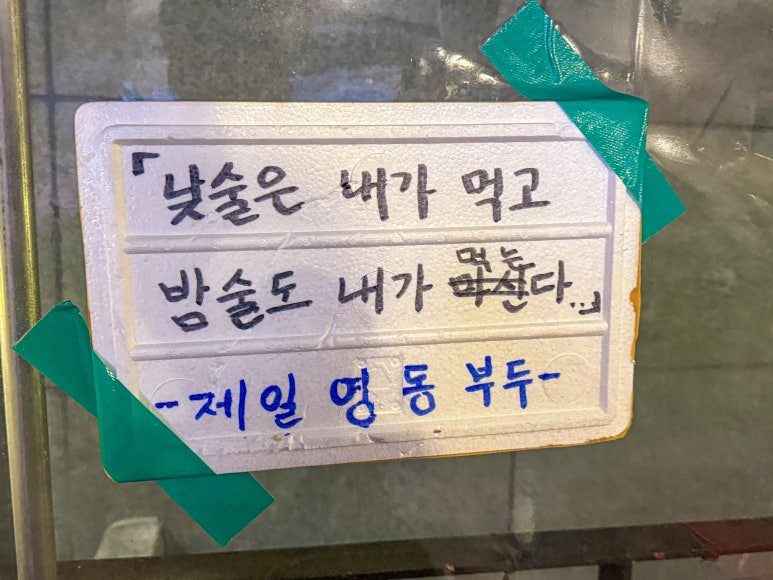 「낮술은 내가 먹고
밤술도 내가 먹는다..」
-제일 영동 부두-